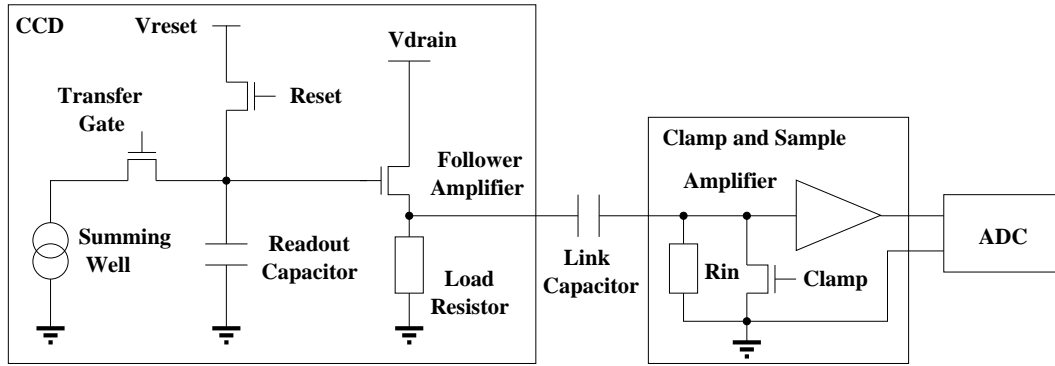 CCD
Vreset
Vdrain
Reset
Transfer
Gate
Follower
Amplifier
Summing
Well
Readout
Capacitor
Load
Resistor
Link
Capacitor
Clamp and Sample
Amplifier
Rin
Clamp
ADC